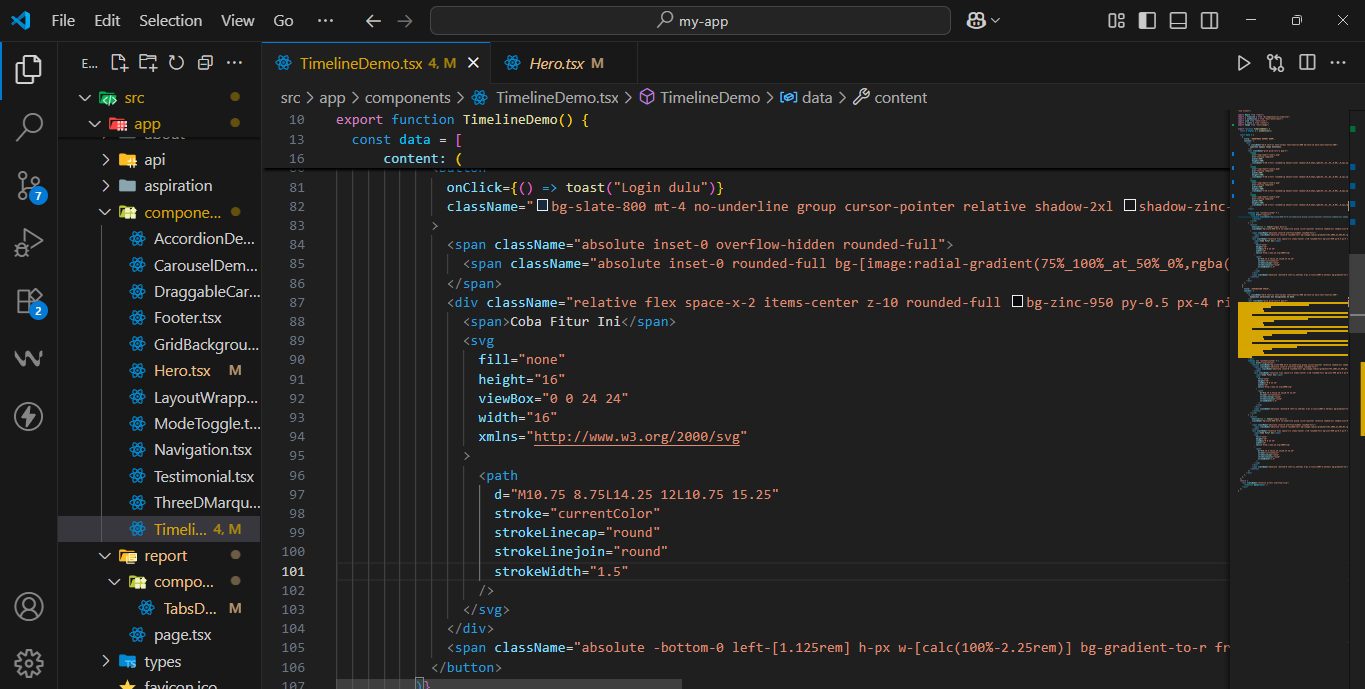 File Edit Selection View Go ··· my-app
E...
src
app
about
api
aspiration
compone...
AccordionDe...
CarouselDem...
DraggableCar...
Footer.tsx
GridBackgrou...
Hero.tsx M
LayoutWrapp...
ModeToggle.t...
Navigation.tsx
Testimonial.tsx
ThreeDMarqu...
Timeli... 4, M
report
compo...
TabsD... M
page.tsx
types
favicon.ico
7
2
TimelineDemo.tsx 4, M Hero.tsx M
src > app > components > TimelineDemo.tsx > TimelineDemo > data > content
10 export function TimelineDemo() {
13 const data = [
16 content: (
80 <button
81 onClick={() => toast("Login dulu")}
82 className="bg-slate-800 mt-4 no-underline group cursor-pointer relative shadow-2xl shadow-zinc-
83 >
84 <span className="absolute inset-0 overflow-hidden rounded-full">
85 <span className="absolute inset-0 rounded-full bg-[image:radial-gradient(75%_100%_at_50%_0%,rgba(
86 </span>
87 <div className="relative flex space-x-2 items-center z-10 rounded-full bg-zinc-950 py-0.5 px-4 ri
88 <span>Coba Fitur Ini</span>
89 <svg
90 fill="none"
91 height="16"
92 viewBox="0 0 24 24"
93 width="16"
94 xmlns="http://www.w3.org/2000/svg"
95 >
96 <path
97 d="M10.75 8.75L14.25 12L10.75 15.25"
98 stroke="currentColor"
99 strokeLinecap="round"
100 strokeLinejoin="round"
101 strokeWidth="1.5"
102 />
103 </svg>
104 </div>
105 <span className="absolute -bottom-0 left-[1.125rem] h-px w-[calc(100%-2.25rem)] bg-gradient-to-r fr
106 </button>
107 )}